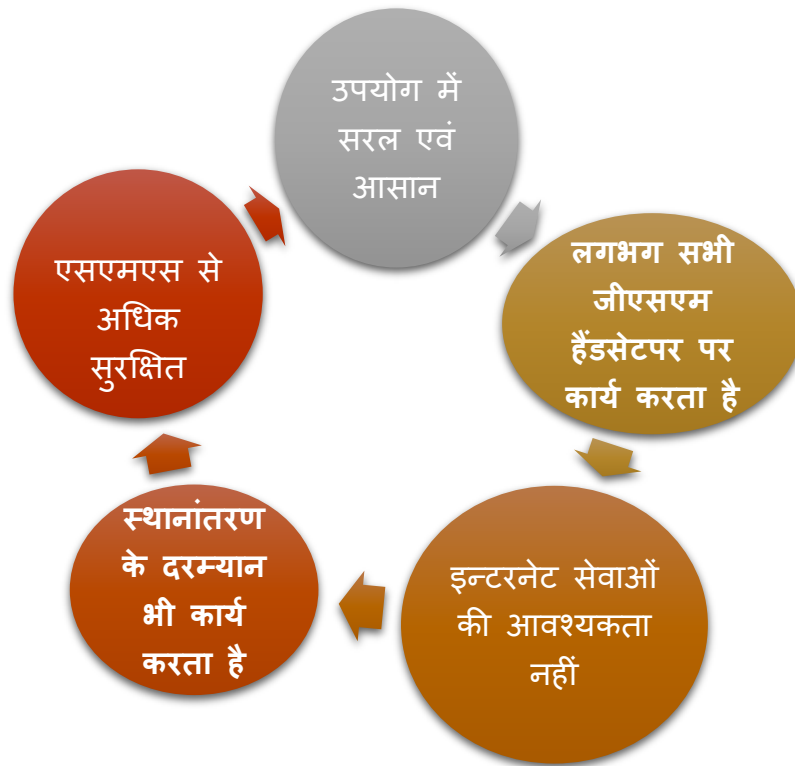 उपयोग में
सरल एवं
आसान
लगभग सभी
जीएसएम
हैंडसेटपर पर
कार्य करता है
इन्टरनेट सेवाओं
की आवश्यकता
नहीं
स्थानांतरण
के दरम्यान
भी कार्य
करता है
एसएमएस से
अधिक
सुरक्षित